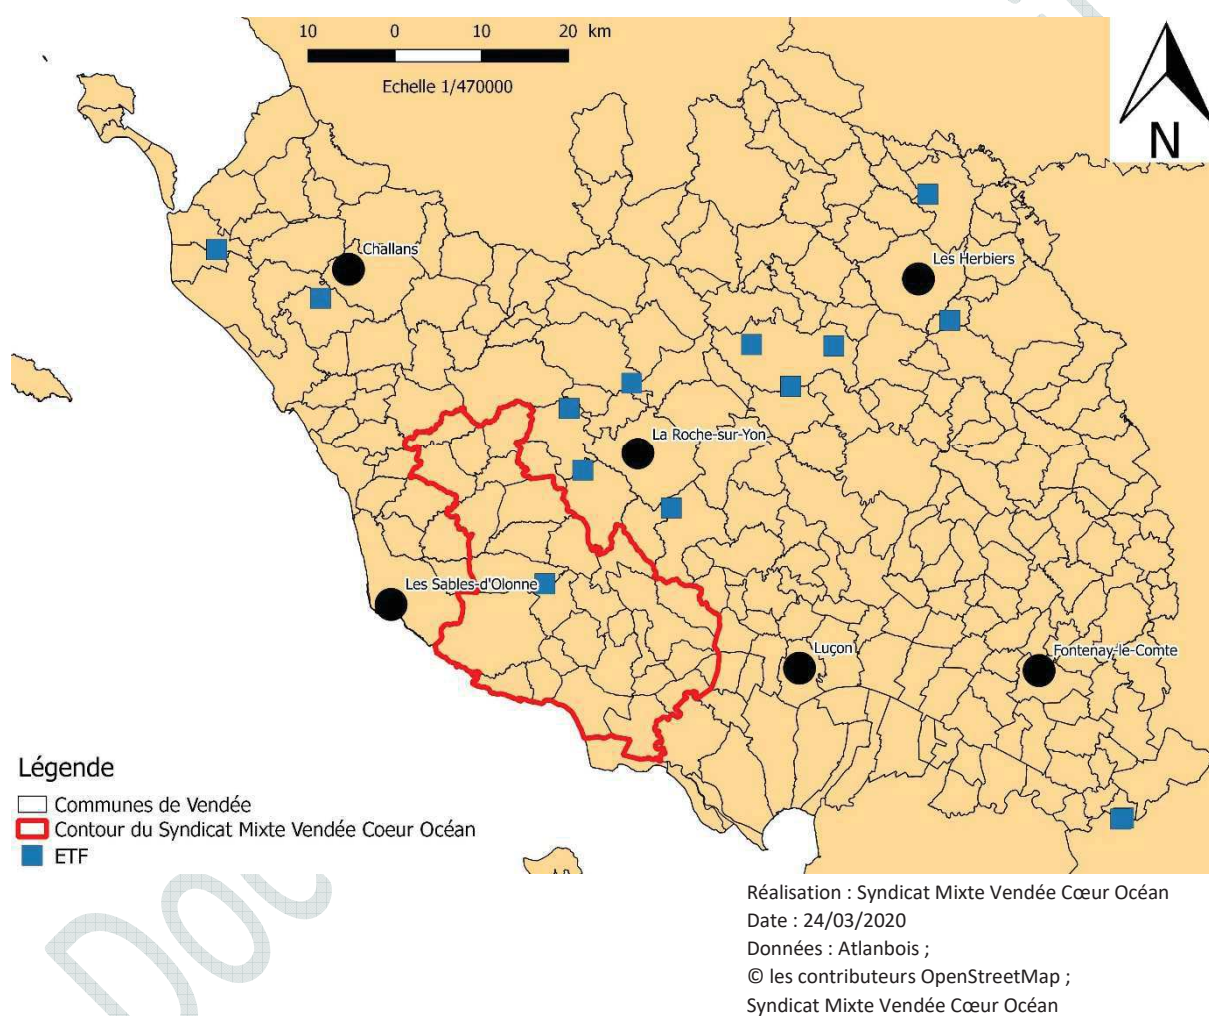 10 0 10 20 km
Echelle 1/470000
N
Challans
Les Herbiers
La Roche-sur-Yon
Les Sables-d'Olonne
Luçon
Fontenay-le-Comte
Légende
Communes de Vendée
Contour du Syndicat Mixte Vendée Coeur Océan
ETF
Réalisation : Syndicat Mixte Vendée Cœur Océan
Date : 24/03/2020
Données : Atlanbois ;
© les contributeurs OpenStreetMap ;
Syndicat Mixte Vendée Cœur Océan
Doc